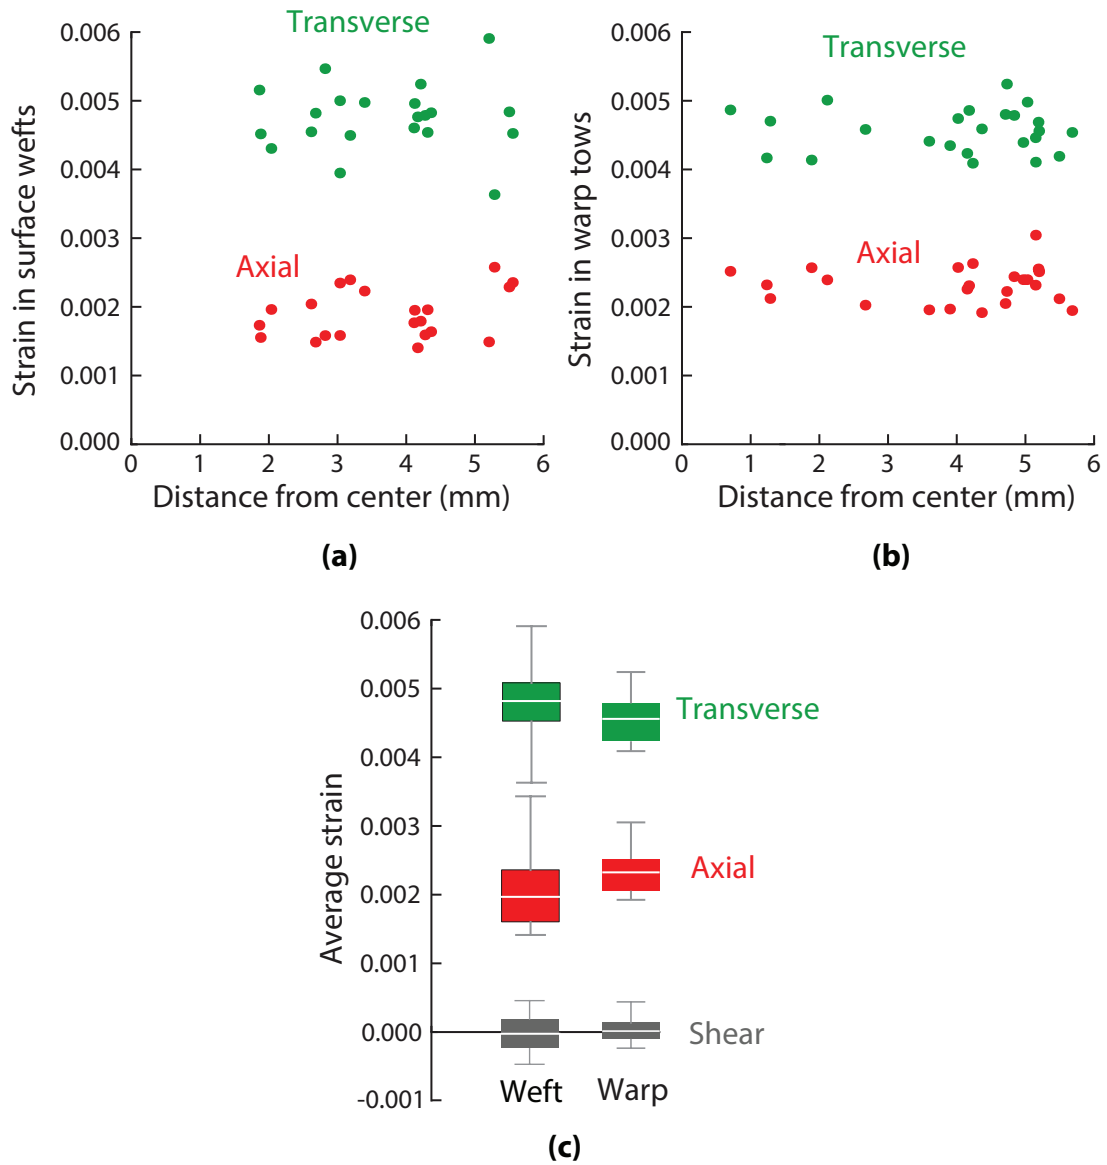 Transverse
Axial
Strain in surface wefts
0.006
0.005
0.004
0.003
0.002
0.001
0.000
0 1 2 3 4 5 6
Distance from center (mm)
(a)
Transverse
Axial
Strain in warp tows
0.006
0.005
0.004
0.003
0.002
0.001
0.000
0 1 2 3 4 5 6
Distance from center (mm)
(b)
Average strain
0.006
0.005
0.004
0.003
0.002
0.001
0.000
-0.001
Transverse
Axial
Shear
Weft Warp
(c)